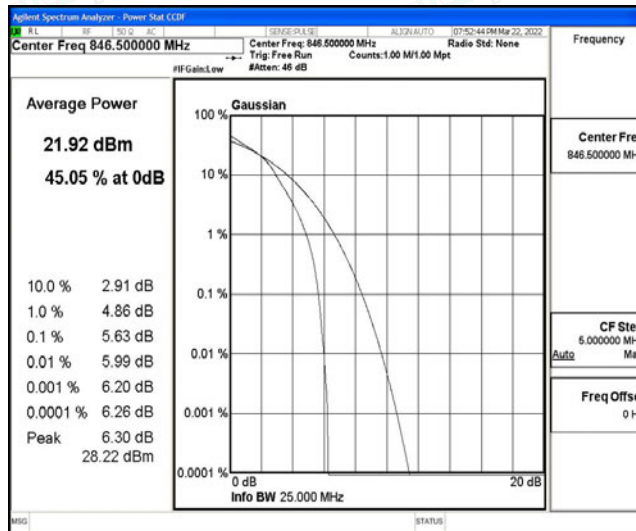 Agilent Spectrum Analyzer - Power Stat CCDF
RL RF 50 Ω AC SENSE:PULSE ALIGN AUTO 07:52:44 PM Mar 22, 2022
Center Freq 846.500000 MHz
Center Freq: 846.500000 MHz Radio Std: None
Trig: Free Run Counts:1.00 M/1.00 Mpt
#IFGain:Low #Atten: 46 dB
Frequency
Average Power
21.92 dBm
45.05 % at 0dB
10.0 % 2.91 dB
1.0 % 4.86 dB
0.1 % 5.63 dB
0.01 % 5.99 dB
0.001 % 6.20 dB
0.0001 % 6.26 dB
Peak 6.30 dB
28.22 dBm
Gaussian
100 %
10 %
1 %
0.1 %
0.01 %
0.001 %
0.0001 %
0 dB 20 dB
Info BW 25.000 MHz
Center Fre
846.500000 MH
CF Ste
5.000000 MH
Auto Ma
Freq Offse
0 H
MSG STATUS